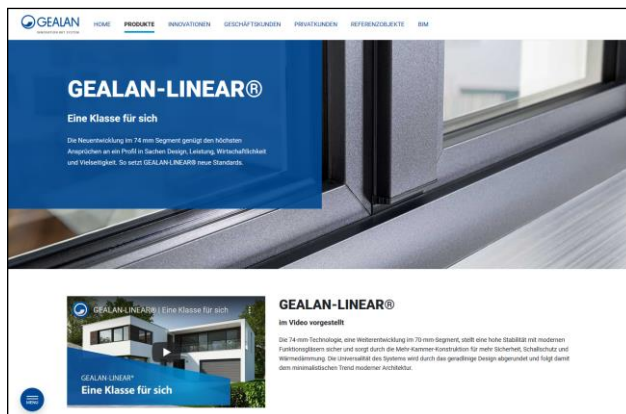 GEALAN
INNOVATION MIT SYSTEM
HOME PRODUKTE INNOVATIONEN GESCHÄFTSKUNDEN PRIVATKUNDEN REFERENZOBJEKTE BIM
GEALAN-LINEAR®
Eine Klasse für sich
Die Neuentwicklung im 74 mm Segment genügt den höchsten
Ansprüchen an ein Profil in Sachen Design, Leistung, Wirtschaftlichkeit
und Vielseitigkeit. So setzt GEALAN-LINEAR® neue Standards.
GEALAN-LINEAR® | Eine Klasse für sich
GEALAN-LINEAR®
Eine Klasse für sich
GEALAN-LINEAR®
im Video vorgestellt
Die 74-mm-Technologie, eine Weiterentwicklung im 70-mm-Segment, stellt eine hohe Stabilität mit modernen
Funktionsgläsern sicher und sorgt durch die Mehr-Kammer-Konstruktion für mehr Sicherheit, Schallschutz und
Wärmedämmung. Die Universalität des Systems wird durch das geradlinige Design abgerundet und folgt damit
dem minimalistischen Trend moderner Architektur.
MENU